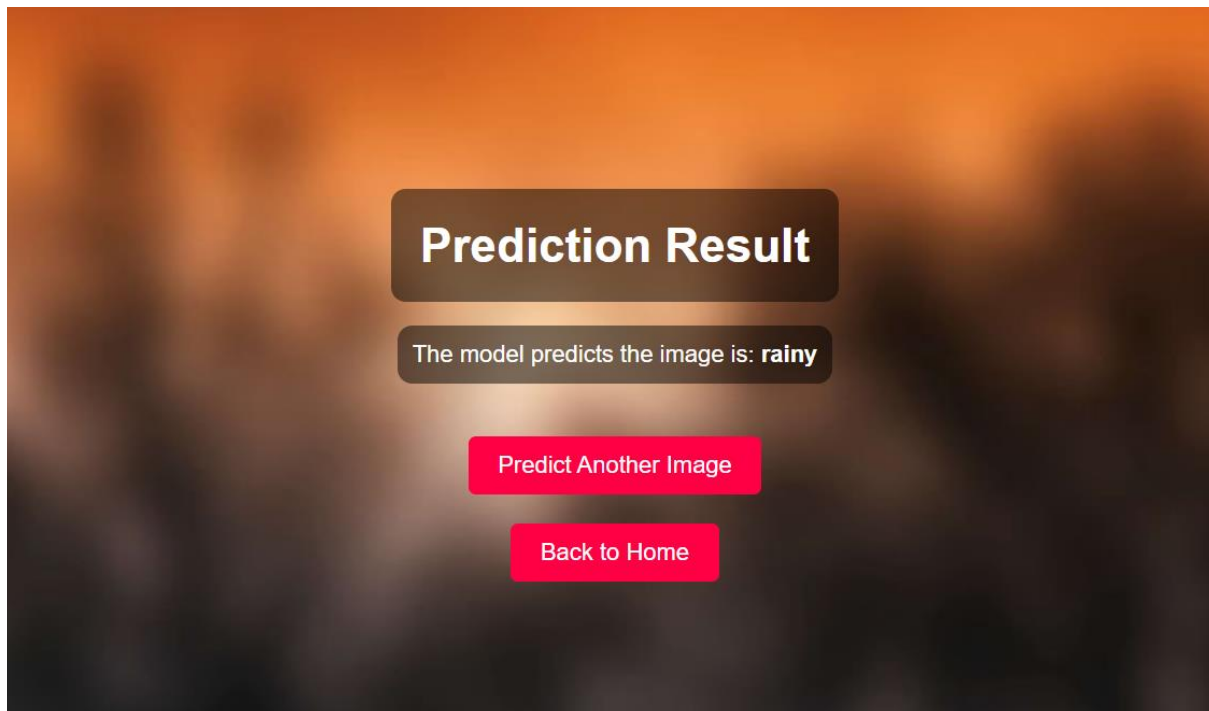 Prediction Result
The model predicts the image is: rainy
Predict Another Image
Back to Home